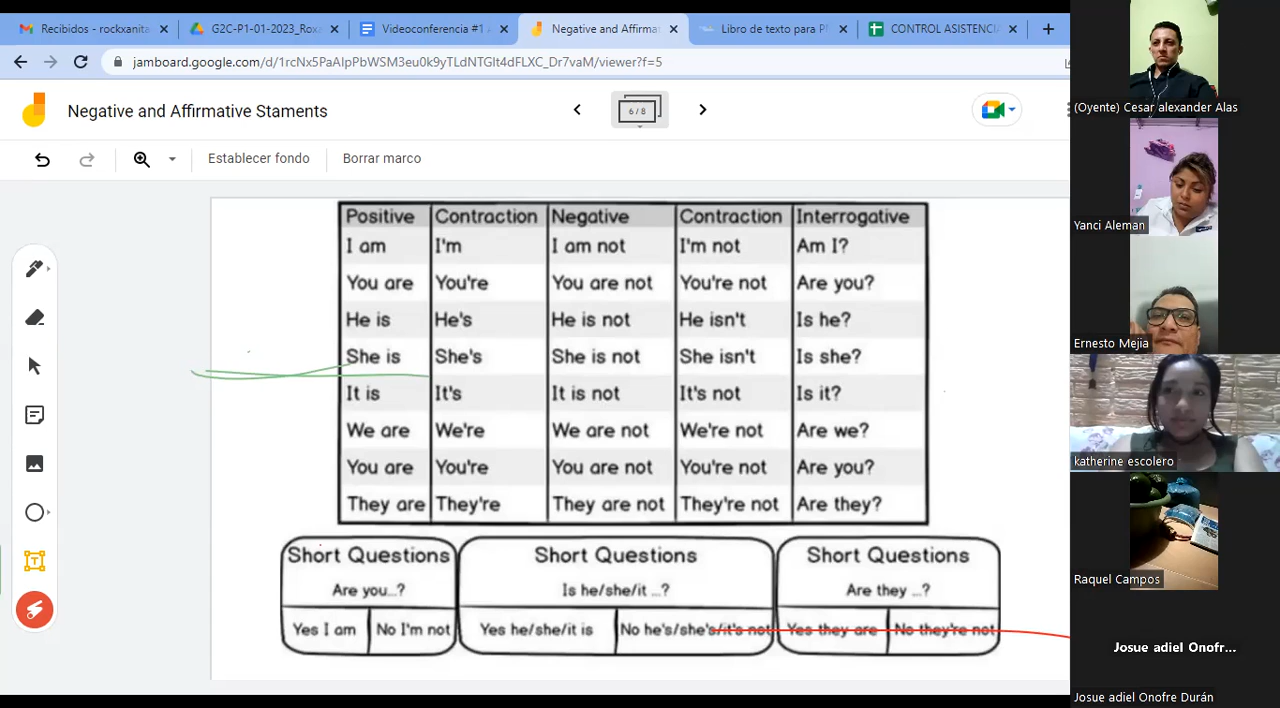 Recibidos - rockxanita
G2C-P1-01-2023_Rox
Videoconferencia #1
Negative and Affirma
Libro de texto para P
CONTROL ASISTENCI
jamboard.google.com/d/1rcNx5PaAIpPbWSM3eu0k9y1 /viewer?f=5
Negative and Affirmative Staments
6 / 8
Establecer fondo
Borrar marco
Positive Contraction Negative Contraction Interrogative
I am I'm I am not I'm not Am I?
You are You're You are not You're not Are you?
He is He's He is not He isn't Is he?
She is She's She is not She isn't Is she?
It is It's It is not It's not Is it?
We are We're We are not We're not Are we?
You are You're You are not You're not Are you?
They are They're They are not They're not Are they?
Short Questions Short Questions Short Questions
Are you...? Is he/she/it ...? Are they ...?
Yes I am No I'm not Yes he/she/it is No he's/she's/it's not Yes they are No they're not
(Oyente) Cesar alexander Alas
Yanci Aleman
Ernesto Mejia
katherine escolero
Raquel Campos
Josue adiel Onofr...
Josue adiel Onofre Durán